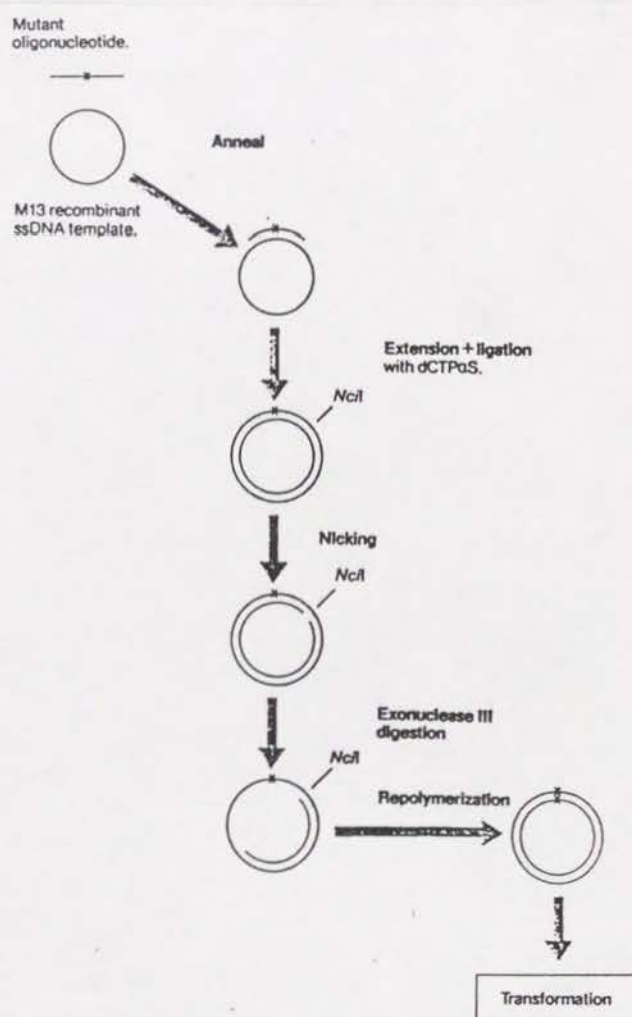 Mutant
oligonucleotide.
Anneal
M13 recombinant
ssDNA template.
Extension + ligation
with dCTPαS.
NciI
Nicking
NciI
Exonuclease III
digestion
NciI
Repolymerization
Transformation